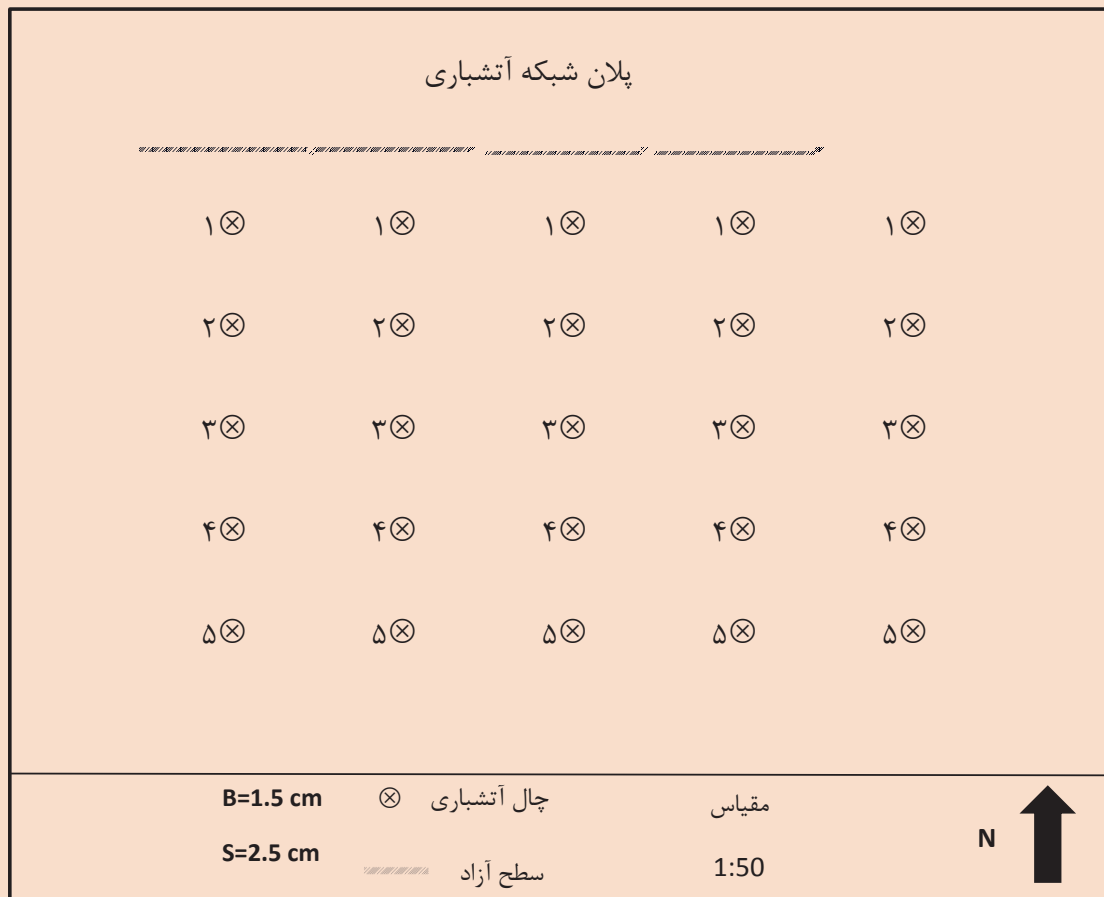 پلان شبکه آتشباری
۱ ۱ ۱ ۱ ۱
۲ ۲ ۲ ۲ ۲
۳ ۳ ۳ ۳ ۳
۴ ۴ ۴ ۴ ۴
۵ ۵ ۵ ۵ ۵
مقیاس
1:50
چال آتشباری
سطح آزاد
B=1.5 cm
S=2.5 cm
N